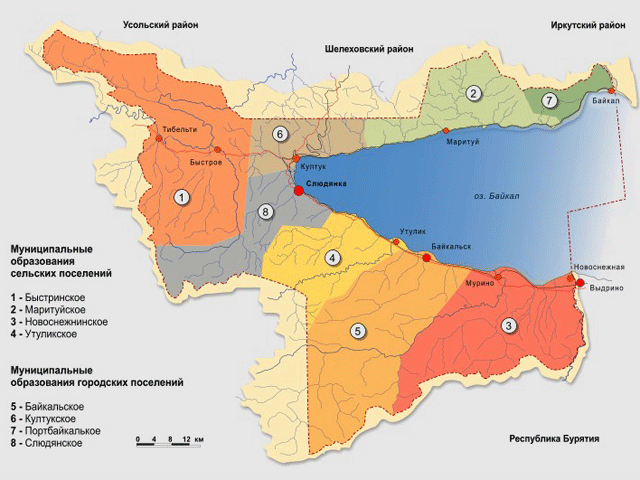 Усольский район
Шелеховский район
Иркутский район
2
7
Байкал
6
Тибельти
Маритуй
Быстрое
Култук
Слюдянка
1
оз. Байкал
8
Утулик
4
Байкальск
Новоснежная
Мурино
Выдрино
5
3
Муниципальные
образования
сельских поселений
1 - Быстринское
2 - Маритуйское
3 - Новоснежнинское
4 - Утуликское
Муниципальные
образования городских поселений
5 - Байкальское
6 - Култукское
7 - Портбайкалькое
8 - Слюдянское
0 4 8 12 км
Республика Бурятия